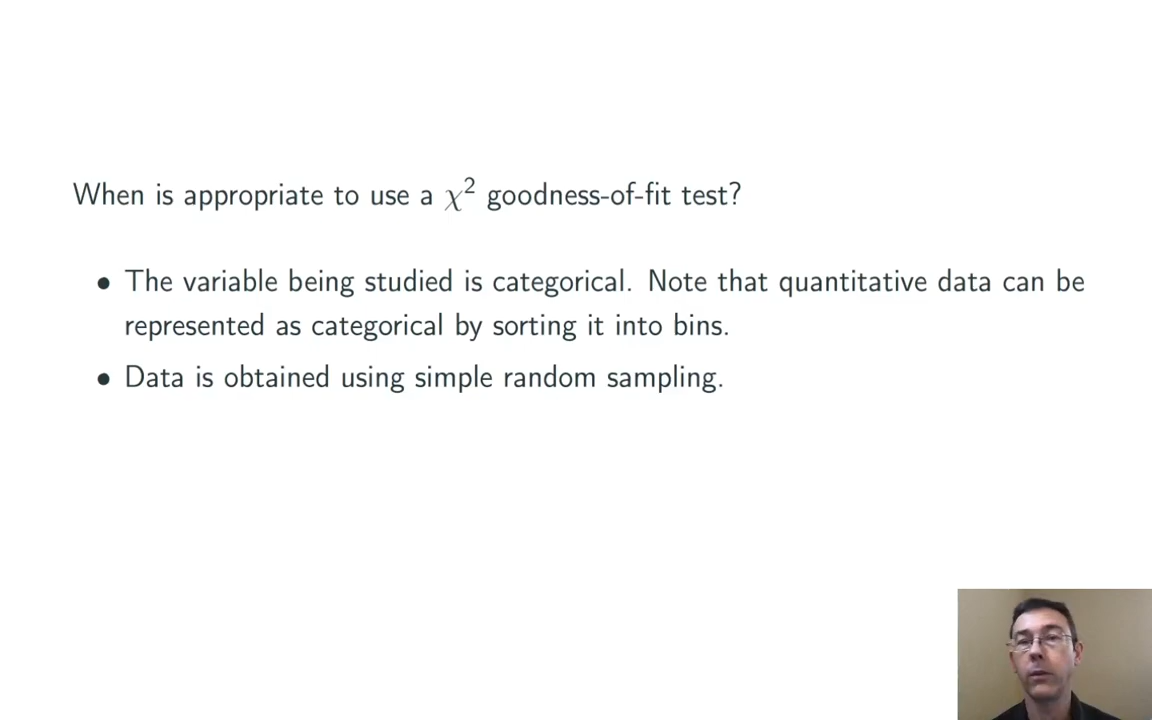 When is appropriate to use a χ² goodness-of-fit test?
• The variable being studied is categorical. Note that quantitative data can be
represented as categorical by sorting it into bins.
• Data is obtained using simple random sampling.